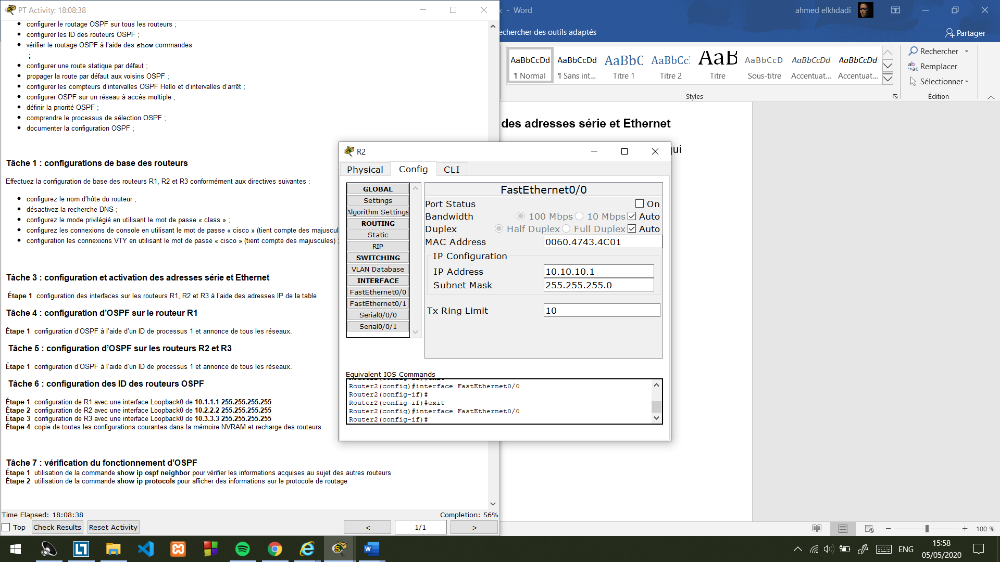 PT Activity: 18:08:38
configurer le routage OSPF sur tous les routeurs ;
configurer les ID des routeurs OSPF ;
vérifier le routage OSPF à l'aide des show commandes
;
configurer une route statique par défaut ;
propager la route par défaut aux voisins OSPF ;
configurer les compteurs d'intervalles OSPF Hello et d'intervalles d'arrêt ;
configurer OSPF sur un réseau à accès multiple ;
définir la priorité OSPF ;
comprendre le processus de sélection OSPF ;
documenter la configuration OSPF ;
Tâche 1 : configurations de base des routeurs
Effectuez la configuration de base des routeurs R1, R2 et R3 conformément aux directives suivantes :
configurez le nom d'hôte du routeur ;
désactivez la recherche DNS ;
configurez le mode privilégié en utilisant le mot de passe « class » ;
configurez les connexions de console en utilisant le mot de passe « cisco » (tient compte des majuscul
configuration les connexions VTY en utilisant le mot de passe « cisco » (tient compte des majuscules) ;
Tâche 3 : configuration et activation des adresses série et Ethernet
Étape 1 configuration des interfaces sur les routeurs R1, R2 et R3 à l'aide des adresses IP de la table
Tâche 4 : configuration d'OSPF sur le routeur R1
Étape 1 configuration d'OSPF à l'aide d'un ID de processus 1 et annonce de tous les réseaux.
Tâche 5 : configuration d'OSPF sur les routeurs R2 et R3
Étape 1 configuration d'OSPF à l'aide d'un ID de processus 1 et annonce de tous les réseaux.
Tâche 6 : configuration des ID des routeurs OSPF
Étape 1 configuration de R1 avec une interface Loopback0 de 10.1.1.1 255.255.255.255
Étape 2 configuration de R2 avec une interface Loopback0 de 10.2.2.2 255.255.255.255
Étape 3 configuration de R3 avec une interface Loopback0 de 10.3.3.3 255.255.255.255
Étape 4 copie de toutes les configurations courantes dans la mémoire NVRAM et recharge des routeurs
Tâche 7 : vérification du fonctionnement d'OSPF
Étape 1 utilisation de la commande show ip ospf neighbor pour vérifier les informations acquises au sujet des autres routeurs
Étape 2 utilisation de la commande show ip protocols pour afficher des informations sur le protocole de routage
Time Elapsed: 18:08:38 Completion: 56%
Top Check Results Reset Activity < 1/1 >
x - Word ahmed elkhdadi
echercher des outils adaptés Partager
AaBbCcDd AaBbCcDd AaBbC AaBbCc AaB AaBbCcD AaBbCcDd AaBbCcDd
¶ Normal ¶ Sans int... Titre 1 Titre 2 Titre Sous-titre Accentuat... Accentuat...
Styles
Rechercher
Remplacer
Sélectionner
Édition
des adresses série et Ethernet
qui
R2
Physical Config CLI
GLOBAL
Settings
Algorithm Settings
ROUTING
Static
RIP
SWITCHING
VLAN Database
INTERFACE
FastEthernet0/0
FastEthernet0/1
Serial0/0/0
Serial0/0/1
FastEthernet0/0
Port Status On
Bandwidth 100 Mbps 10 Mbps Auto
Duplex Half Duplex Full Duplex Auto
MAC Address 0060.4743.4C01
IP Configuration
IP Address 10.10.10.1
Subnet Mask 255.255.255.0
Tx Ring Limit 10
Equivalent IOS Commands
Router2(config)#interface FastEthernet0/0
Router2(config-if)#
Router2(config-if)#exit
Router2(config)#interface FastEthernet0/0
Router2(config-if)#
100 %
ENG
15:58
05/05/2020